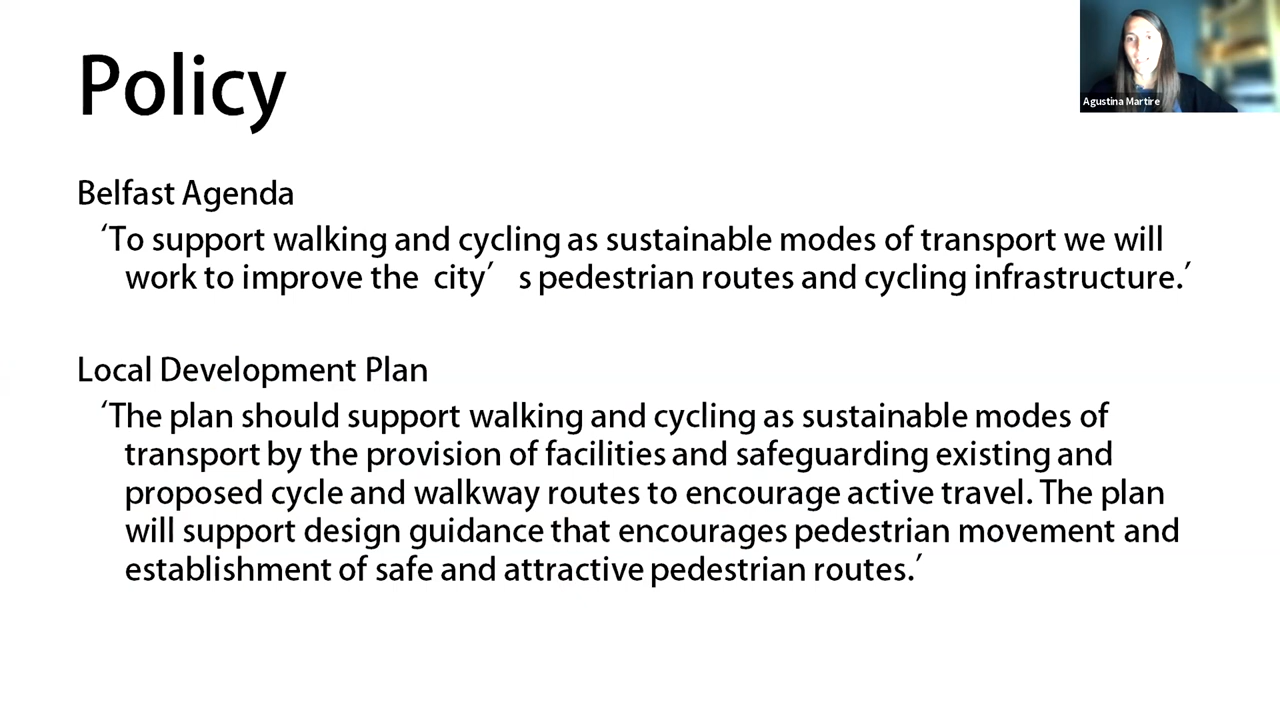 Policy
Agustina Martire
Belfast Agenda
‘To support walking and cycling as sustainable modes of transport we will
work to improve the city’ s pedestrian routes and cycling infrastructure.’
Local Development Plan
‘The plan should support walking and cycling as sustainable modes of
transport by the provision of facilities and safeguarding existing and
proposed cycle and walkway routes to encourage active travel. The plan
will support design guidance that encourages pedestrian movement and
establishment of safe and attractive pedestrian routes.’